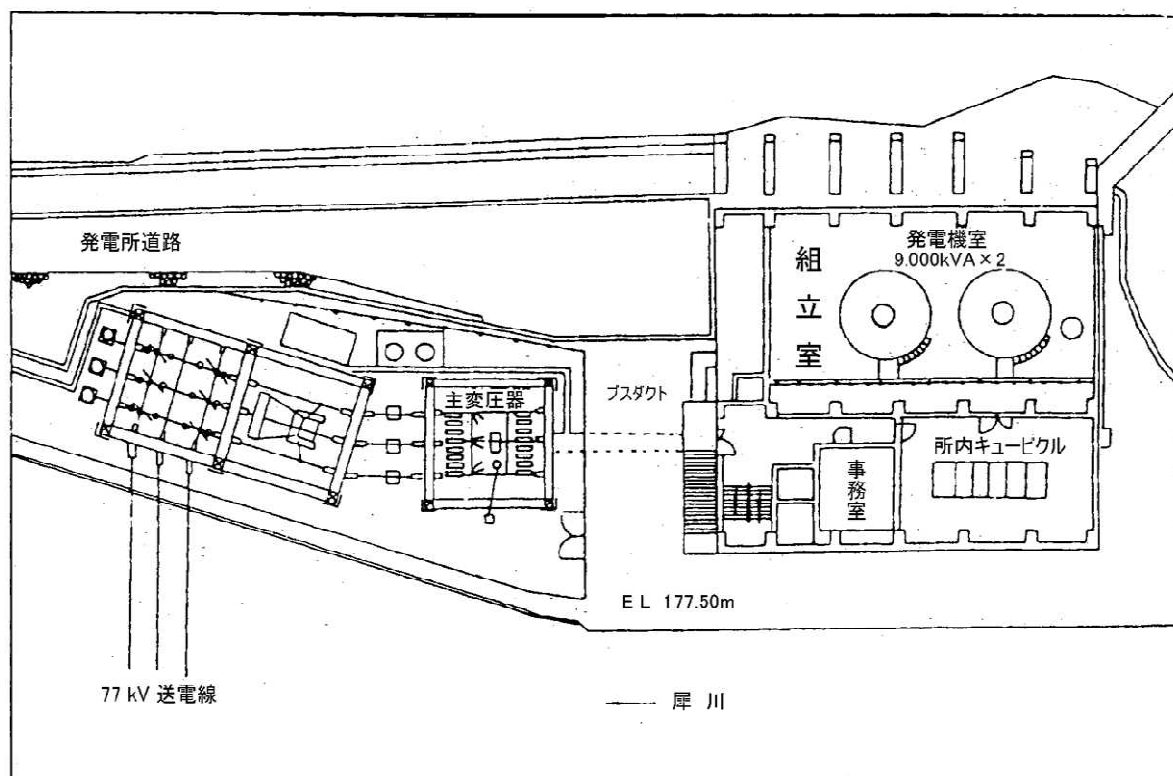 発電所道路
組立室
発電機室
9.000kVA×2
主変圧器
ブスダクト
所内キュービクル
事務室
EL 177.50m
77 kV 送電線
犀川